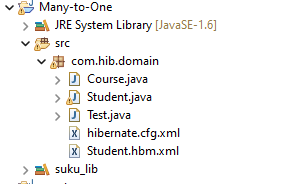 Many-to-One
JRE System Library [JavaSE-1.6]
src
com.hib.domain
Course.java
Student.java
Test.java
hibernate.cfg.xml
Student.hbm.xml
suku_lib